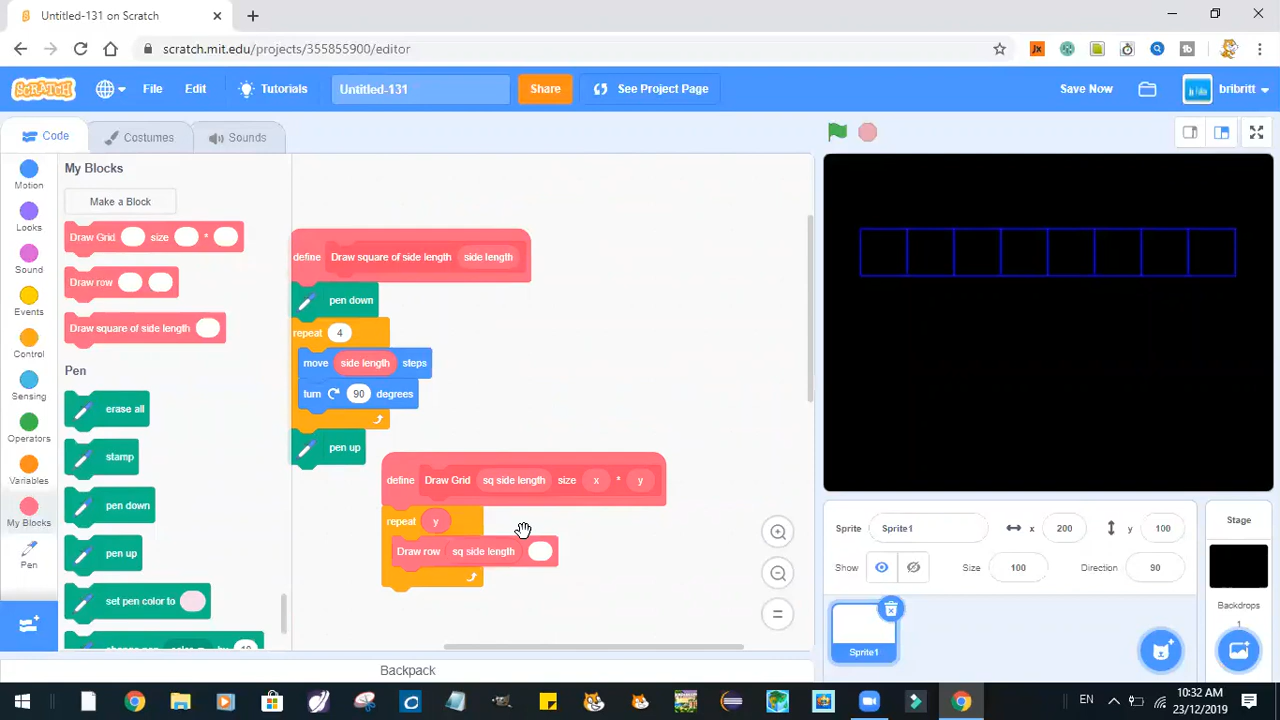 Untitled-131 on Scratch
scratch.mit.edu/projects/355855900/editor
SCRATCH
File
Edit
Tutorials
Untitled-131
Share
See Project Page
Save Now
bribritt
Code
Costumes
Sounds
Motion
Looks
Sound
Events
Control
Sensing
Operators
Variables
My Blocks
Pen
My Blocks
Make a Block
Draw Grid size *
Draw row
Draw square of side length
Pen
erase all
stamp
pen down
pen up
set pen color to
define Draw square of side length side length
pen down
repeat 4
move side length steps
turn 90 degrees
pen up
define Draw Grid sq side length size x * y
repeat y
Draw row sq side length
Backpack
Sprite Sprite1 x 200 y 100
Show Size 100 Direction 90
Sprite1
Stage
Backdrops
1
EN
10:32 AM
23/12/2019